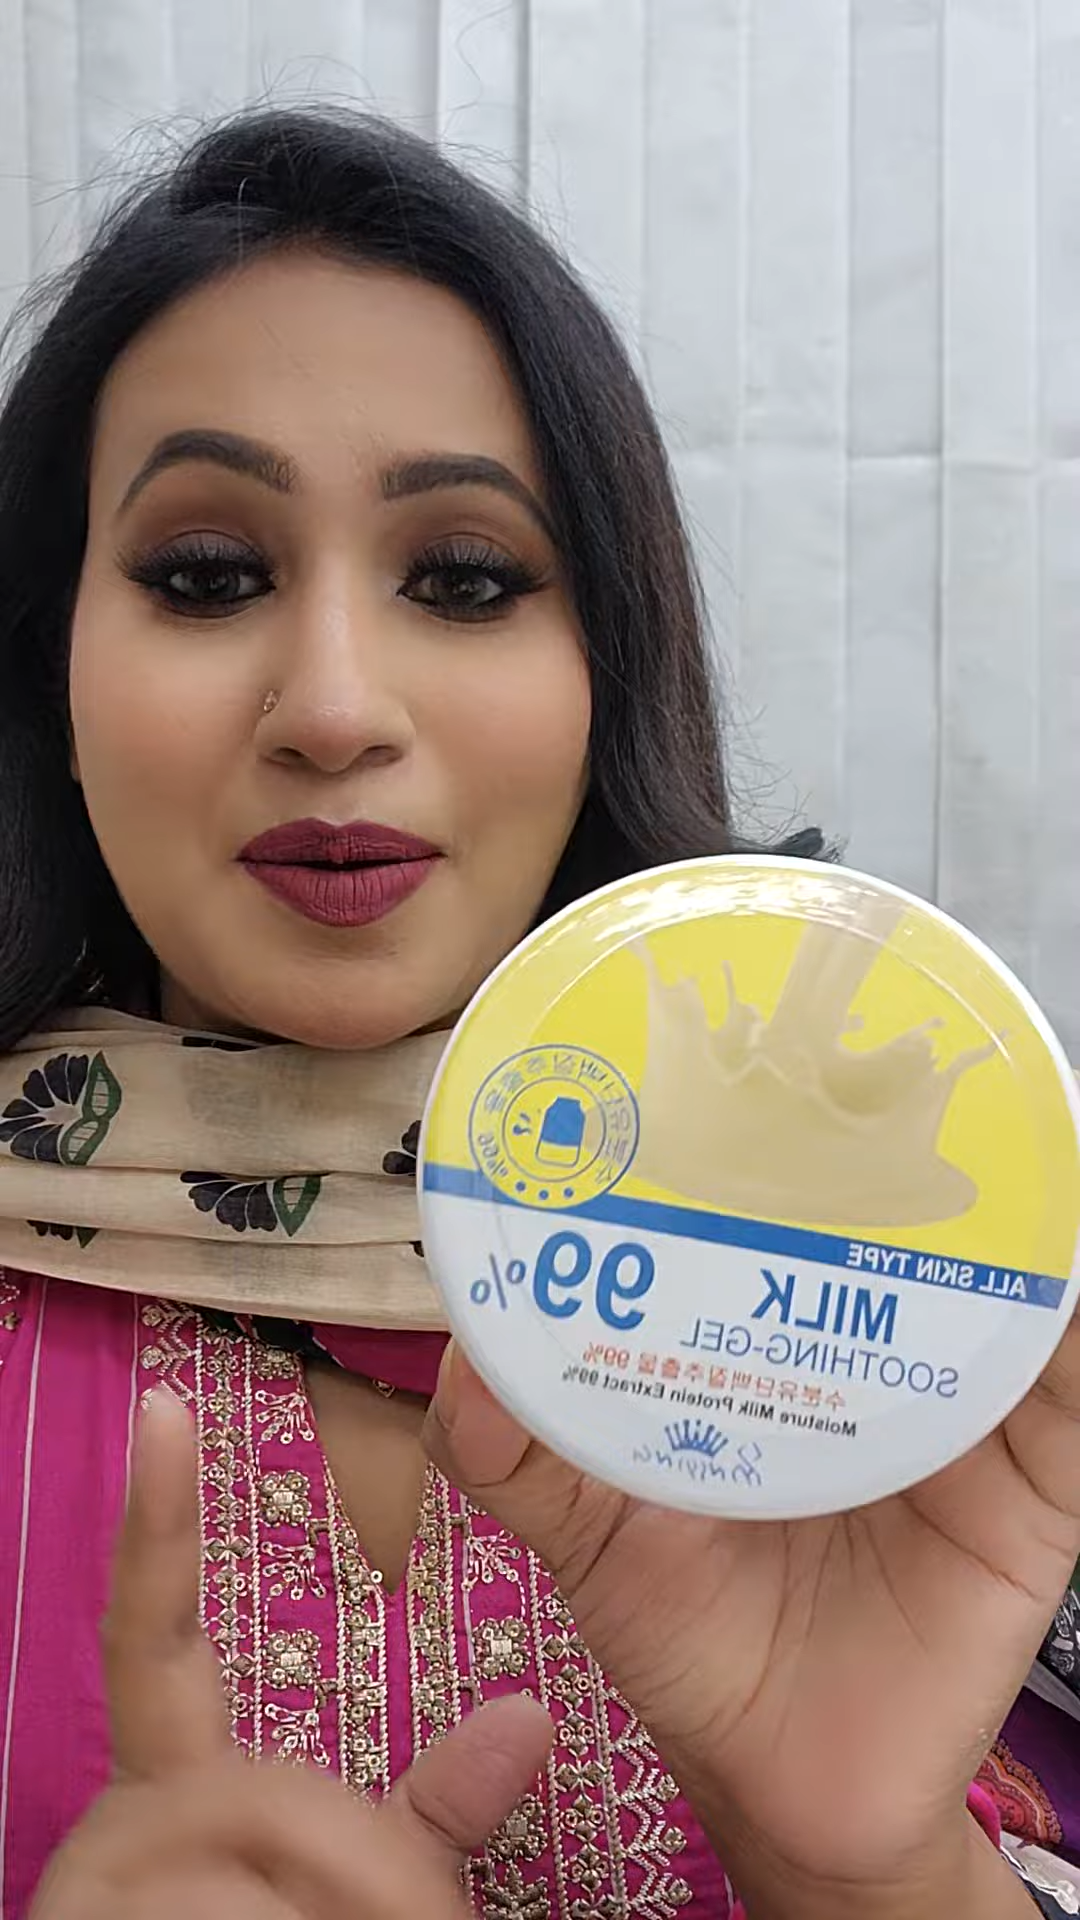 ALL SKIN TYPE
MILK 99%
SOOTHING-GEL
수분유단백질추출물 99%
Moisture Milk Protein Extract 99%